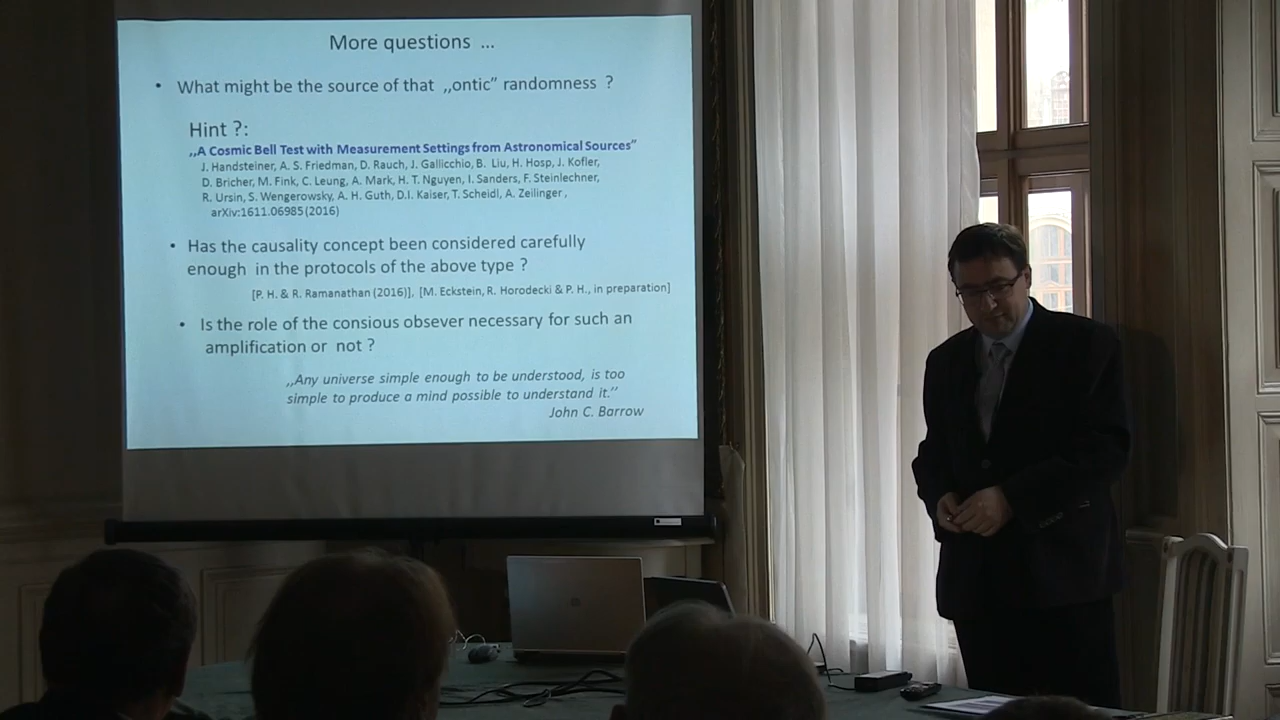 More questions ...
• What might be the source of that „ontic” randomness ?
Hint ?:
„A Cosmic Bell Test with Measurement Settings from Astronomical Sources”
J. Handsteiner, A. S. Friedman, D. Rauch, J. Gallicchio, B. Liu, H. Hosp, J. Kofler,
D. Bricher, M. Fink, C. Leung, A. Mark, H. T. Nguyen, I. Sanders, F. Steinlechner,
R. Ursin, S. Wengerowsky, A. H. Guth, D.I. Kaiser, T. Scheidl, A. Zeilinger ,
arXiv:1611.06985 (2016)
• Has the causality concept been considered carefully
enough in the protocols of the above type ?
[P. H. & R. Ramanathan (2016)], [M. Eckstein, R. Horodecki & P. H., in preparation]
• Is the role of the consious obsever necessary for such an
amplification or not ?
„Any universe simple enough to be understood, is too
simple to produce a mind possible to understand it.‘’
John C. Barrow